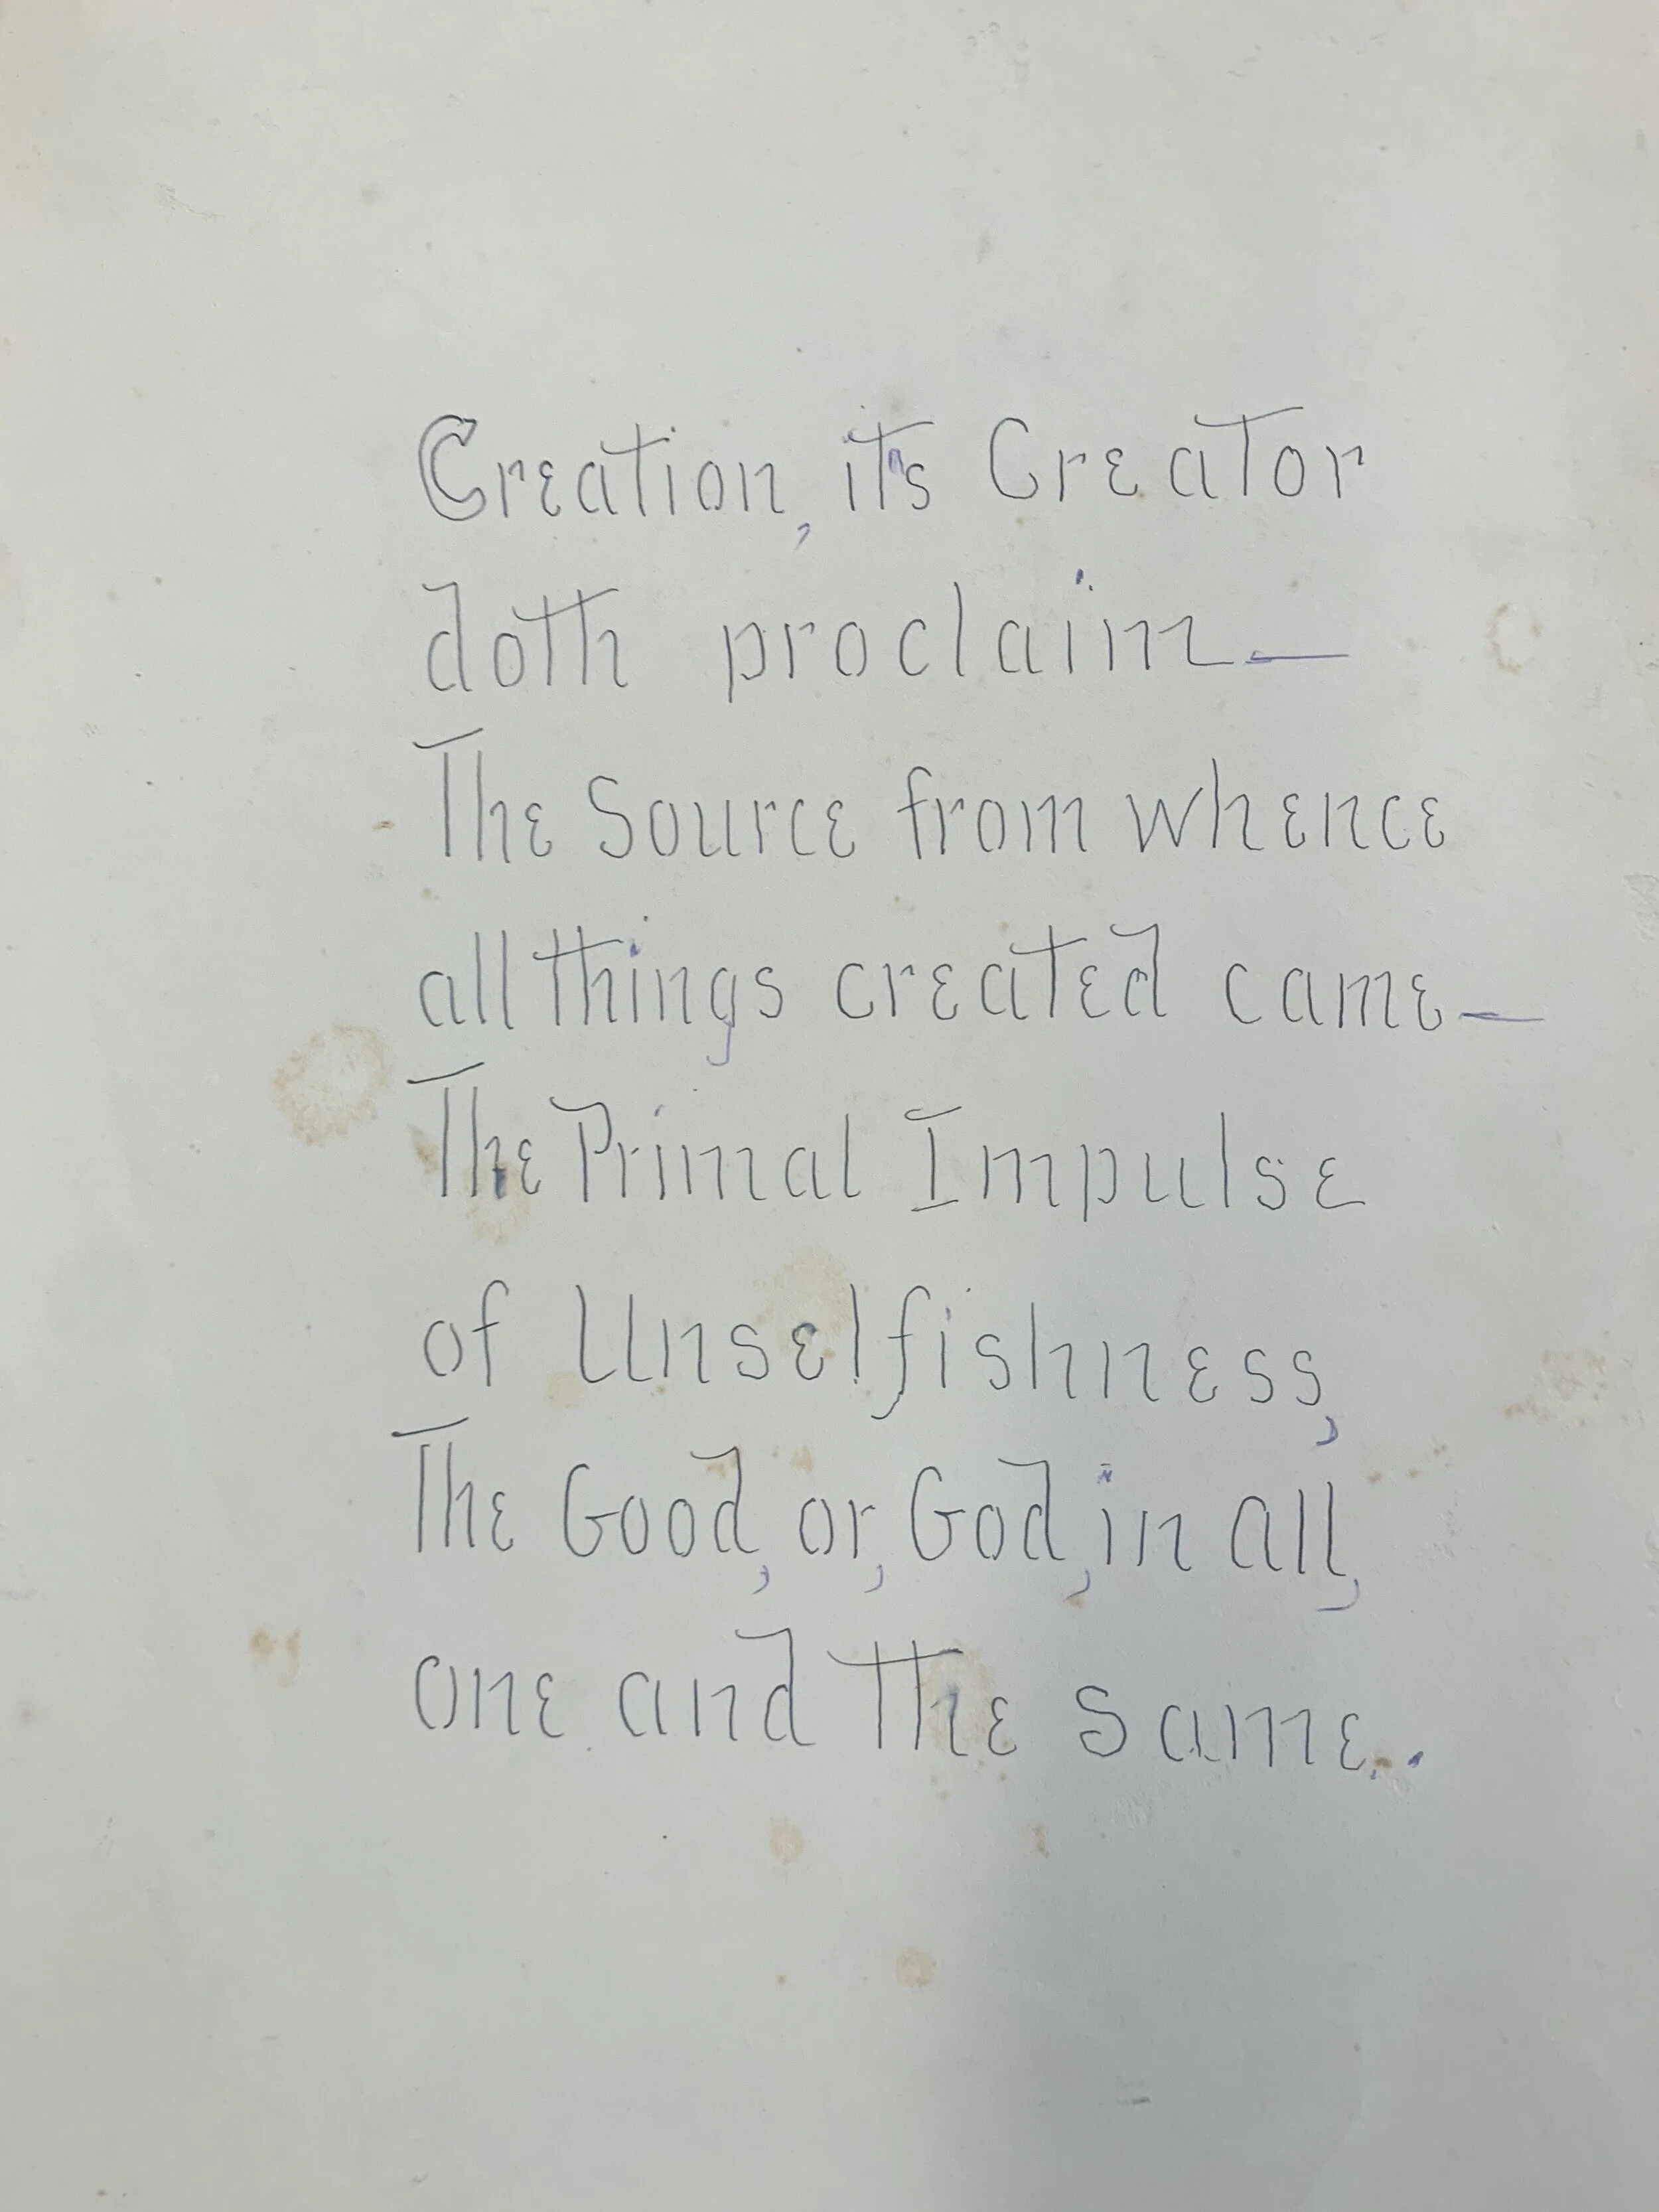 Creation, its Creator
doth proclaim—
The Source from whence
all things created came—
The Primal Impulse
of Unselfishness,
The Good, or, God, in all,
one and the same.